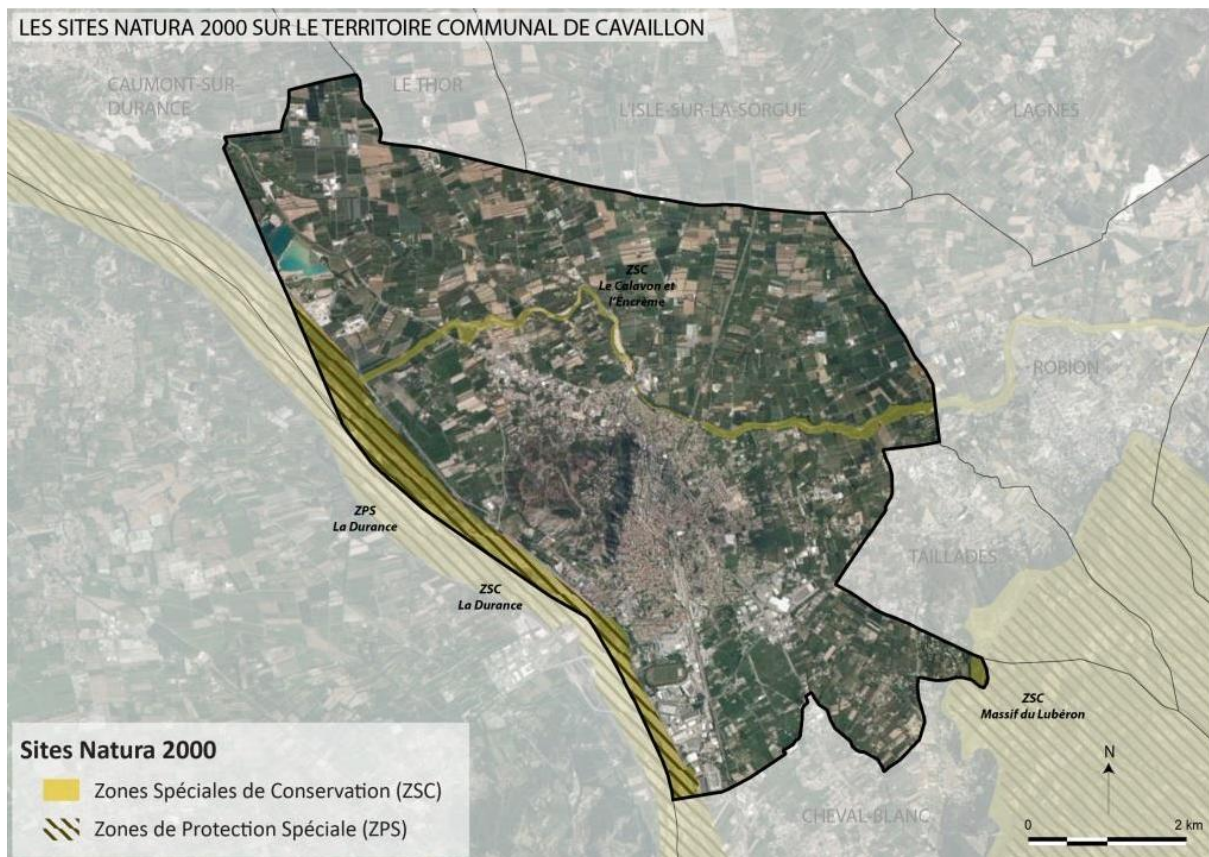 LES SITES NATURA 2000 SUR LE TERRITOIRE COMMUNAL DE CAVAILLON
CAUMONT-SUR-
DURANCE
LE THOR
L'ISLE-SUR-LA-SORGUE
LAGNES
ZSC
Le Calavon et
l'Encrème
ROBION
ZPS
La Durance
TAILLADES
ZSC
La Durance
ZSC
Massif du Lubéron
CHEVAL-BLANC
Sites Natura 2000
Zones Spéciales de Conservation (ZSC)
Zones de Protection Spéciale (ZPS)
N
0 2 km